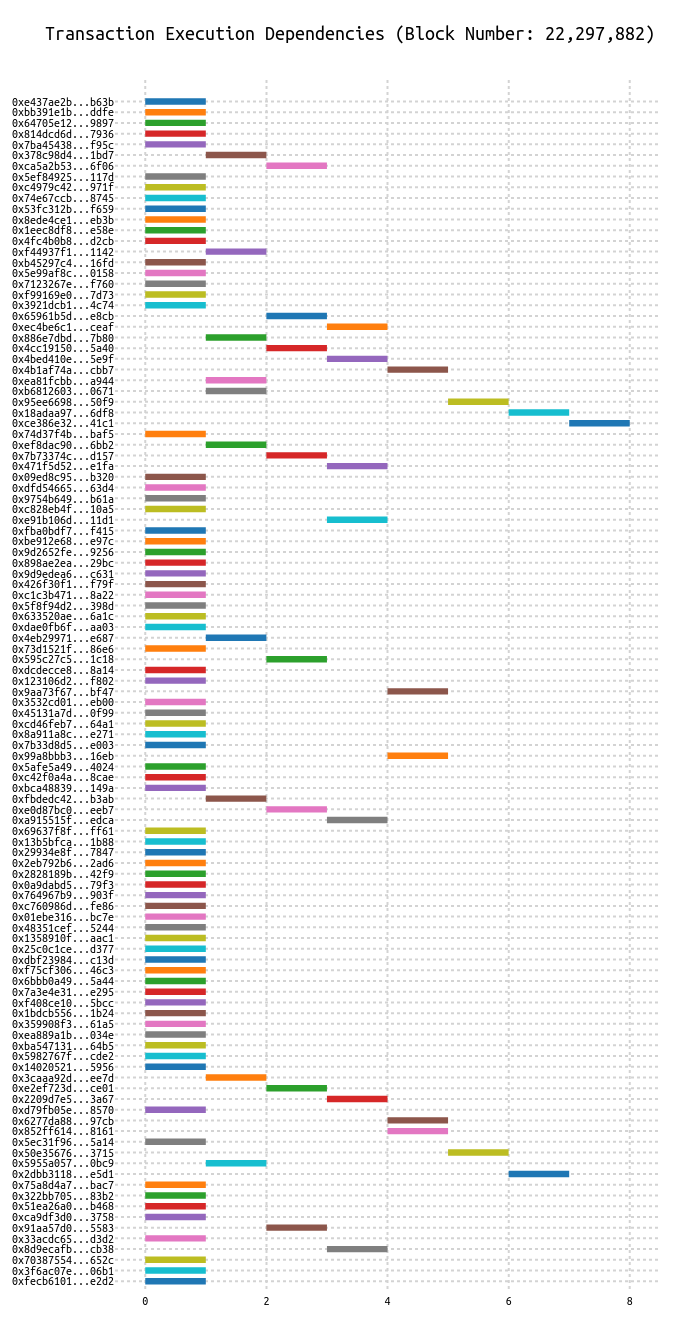 Transaction Execution Dependencies (Block Number: 22,297,882)
0xe437ae2b...b63b
0xbb391e1b...ddfe
0x64705e12...9897
0x814dcd6d...7936
0x7ba45438...f95c
0x378c98d4...1bd7
0xca5a2b53...6f06
0x5ef84925...117d
0xc4979c42...971f
0x74e67ccb...8745
0x53fc312b...f659
0x8ede4ce1...eb3b
0x1eec8df8...e58e
0x4fc4b0b8...d2cb
0xf44937f1...1142
0xb45297c4...16fd
0x5e99af8c...0158
0x7123267e...f760
0xf99169e0...7d73
0x3921dcb1...4c74
0x65961b5d...e8cb
0xec4be6c1...ceaf
0x886e7dbd...7b80
0x4cc19150...5a40
0x4bed410e...5e9f
0x4b1af74a...cbb7
0xea81fcbb...a944
0xb6812603...0671
0x95ee6698...50f9
0x18adaa97...6df8
0xce386e32...41c1
0x74d37f4b...baf5
0xef8dac90...6bb2
0x7b73374c...d157
0x471f5d52...e1fa
0x09ed8c95...b320
0xdfd54665...63d4
0x9754b649...b61a
0xc828eb4f...10a5
0xe91b106d...11d1
0xfba0bdf7...f415
0xbe912e68...e97c
0x9d2652fe...9256
0x898ae2ea...29bc
0x9d9edea6...c631
0x426f30f1...f79f
0xc1c3b471...8a22
0x5f8f94d2...398d
0x633520ae...6a1c
0xdae0fb6f...aa03
0x4eb29971...e687
0x73d1521f...86e6
0x595c27c5...1c18
0xdcdecce8...8a14
0x123106d2...f802
0x9aa73f67...bf47
0x3532cd01...eb00
0x45131a7d...0f99
0xcd46feb7...64a1
0x8a911a8c...e271
0x7b33d8d5...e003
0x99a8bbb3...16eb
0x5afe5a49...4024
0xc42f0a4a...8cae
0xbca48839...149a
0xfbdedc42...b3ab
0xe0d87bc0...eeb7
0xa915515f...edca
0x69637f8f...ff61
0x13b5bfca...1b88
0x29934e8f...7847
0x2eb792b6...2ad6
0x2828189b...42f9
0x0a9dabd5...79f3
0x764967b9...903f
0xc760986d...fe86
0x01ebe316...bc7e
0x48351cef...5244
0x1358910f...aac1
0x25c0c1ce...d377
0xdbf23984...c13d
0xf75cf306...46c3
0x6bbb0a49...5a44
0x7a3e4e31...e295
0xf408ce10...5bcc
0x1bdcb556...1b24
0x359908f3...61a5
0xea889a1b...034e
0xba547131...64b5
0x5982767f...cde2
0x14020521...5956
0x3caaa92d...ee7d
0xe2ef723d...ce01
0x2209d7e5...3a67
0xd79fb05e...8570
0x6277da88...97cb
0x852ff614...8161
0x5ec31f96...5a14
0x50e35676...3715
0x5955a057...0bc9
0x2dbb3118...e5d1
0x75a8d4a7...bac7
0x322bb705...83b2
0x51ea26a0...b468
0xca9df3d0...3758
0x91aa57d0...5583
0x33acdc65...d3d2
0x8d9ecafb...cb38
0x70387554...652c
0x3f6ac07e...06b1
0xfecb6101...e2d2
0 2 4 6 8